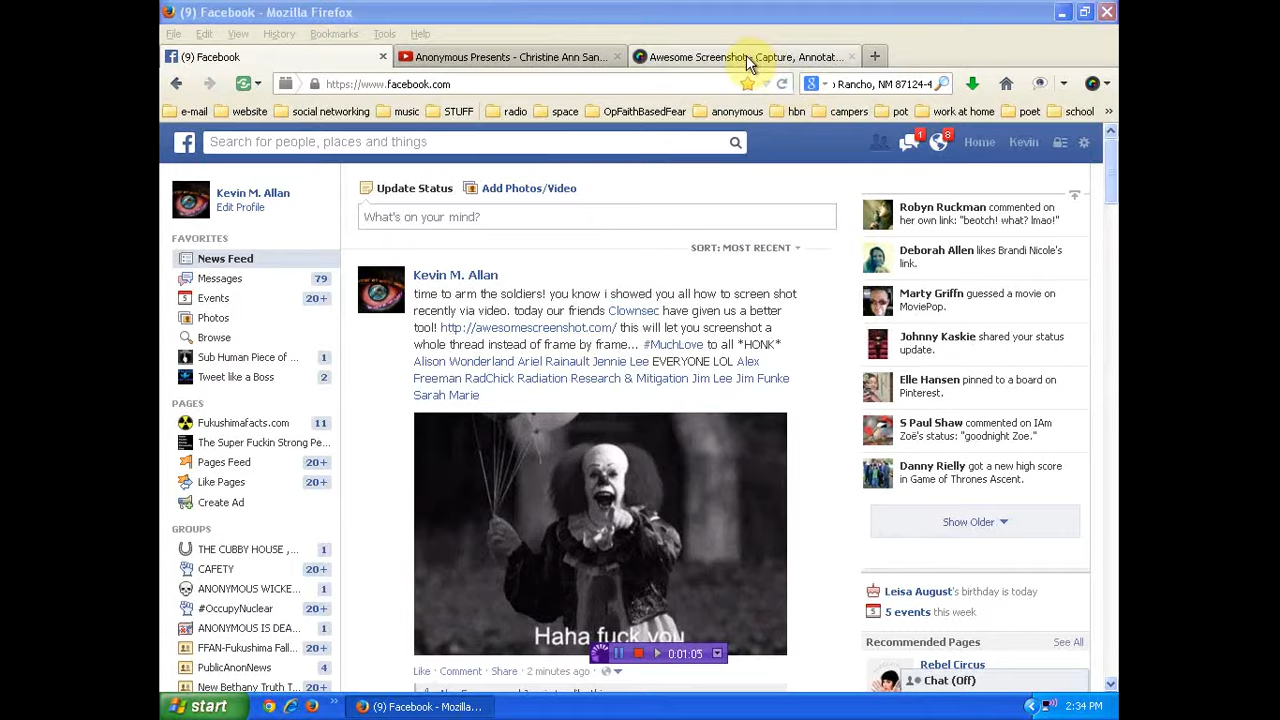 (9) Facebook - Mozilla Firefox
File Edit View History Bookmarks Tools Help
(9) Facebook
Anonymous Presents - Christine Ann San...
Awesome Screenshot - Capture, Annotat...
https://www.facebook.com
Rancho, NM 87124-4
e-mail website social networking music STUFF radio space OpFaithBasedFear anonymous hbn campers pot work at home poet school »
Search for people, places and things
1
8
Home Kevin
Kevin M. Allan
Edit Profile
FAVORITES
News Feed
Messages 79
Events 20+
Photos
Browse
Sub Human Piece of ... 1
Tweet like a Boss 2
PAGES
Fukushimafacts.com 11
The Super Fuckin Strong Pe...
Pages Feed 20+
Like Pages 20+
Create Ad
GROUPS
THE CUBBY HOUSE ,... 1
CAFETY 20+
ANONYMOUS WICKE... 1
#OccupyNuclear 20+
ANONYMOUS IS DEA... 1
FFAN-Fukushima Fall... 20+
PublicAnonNews 4
New Bethany Truth T... 20+
Update Status Add Photos/Video
What's on your mind?
SORT: MOST RECENT
Kevin M. Allan
time to arm the soldiers! you know i showed you all how to screen shot
recently via video. today our friends Clownsec have given us a better
tool! http://awesomescreenshot.com/ this will let you screenshot a
whole thread instead of frame by frame... #MuchLove to all *HONK*
Alison Wonderland Ariel Rainault Jennie Lee EVERYONE LOL Alex
Freeman RadChick Radiation Research & Mitigation Jim Lee Jim Funke
Sarah Marie
Haha fuck you
0:01:05
Like · Comment · Share · 2 minutes ago ·
Robyn Ruckman commented on
her own link: "beotch! what? lmao!"
Deborah Allen likes Brandi Nicole's
link.
Marty Griffn guessed a movie on
MoviePop.
Johnny Kaskie shared your status
update.
Elle Hansen pinned to a board on
Pinterest.
S Paul Shaw commented on IAm
Zoë's status: "goodnight Zoe."
Danny Rielly got a new high score
in Game of Thrones Ascent.
Show Older
Leisa August's birthday is today
5 events this week
Recommended Pages See All
Rebel Circus
Chat (Off)
start
(9) Facebook - Mozilla...
2:34 PM